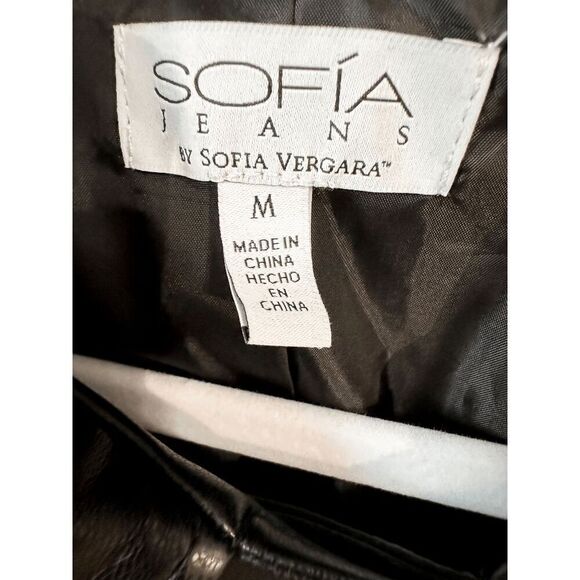 SOFÍA
JEANS
BY SOFIA VERGARA™
M
MADE IN
CHINA
HECHO
EN
CHINA